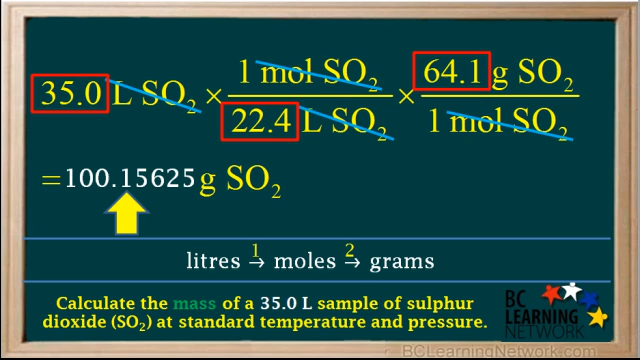 35.0 L SO₂ × 1 mol SO₂ / 22.4 L SO₂ × 64.1 g SO₂ / 1 mol SO₂
= 100.15625 g SO₂
litres →¹ moles →² grams
Calculate the mass of a 35.0 L sample of sulphur
dioxide (SO₂) at standard temperature and pressure.
BC
LEARNING
NETWORK
BCLearningNetwork.com